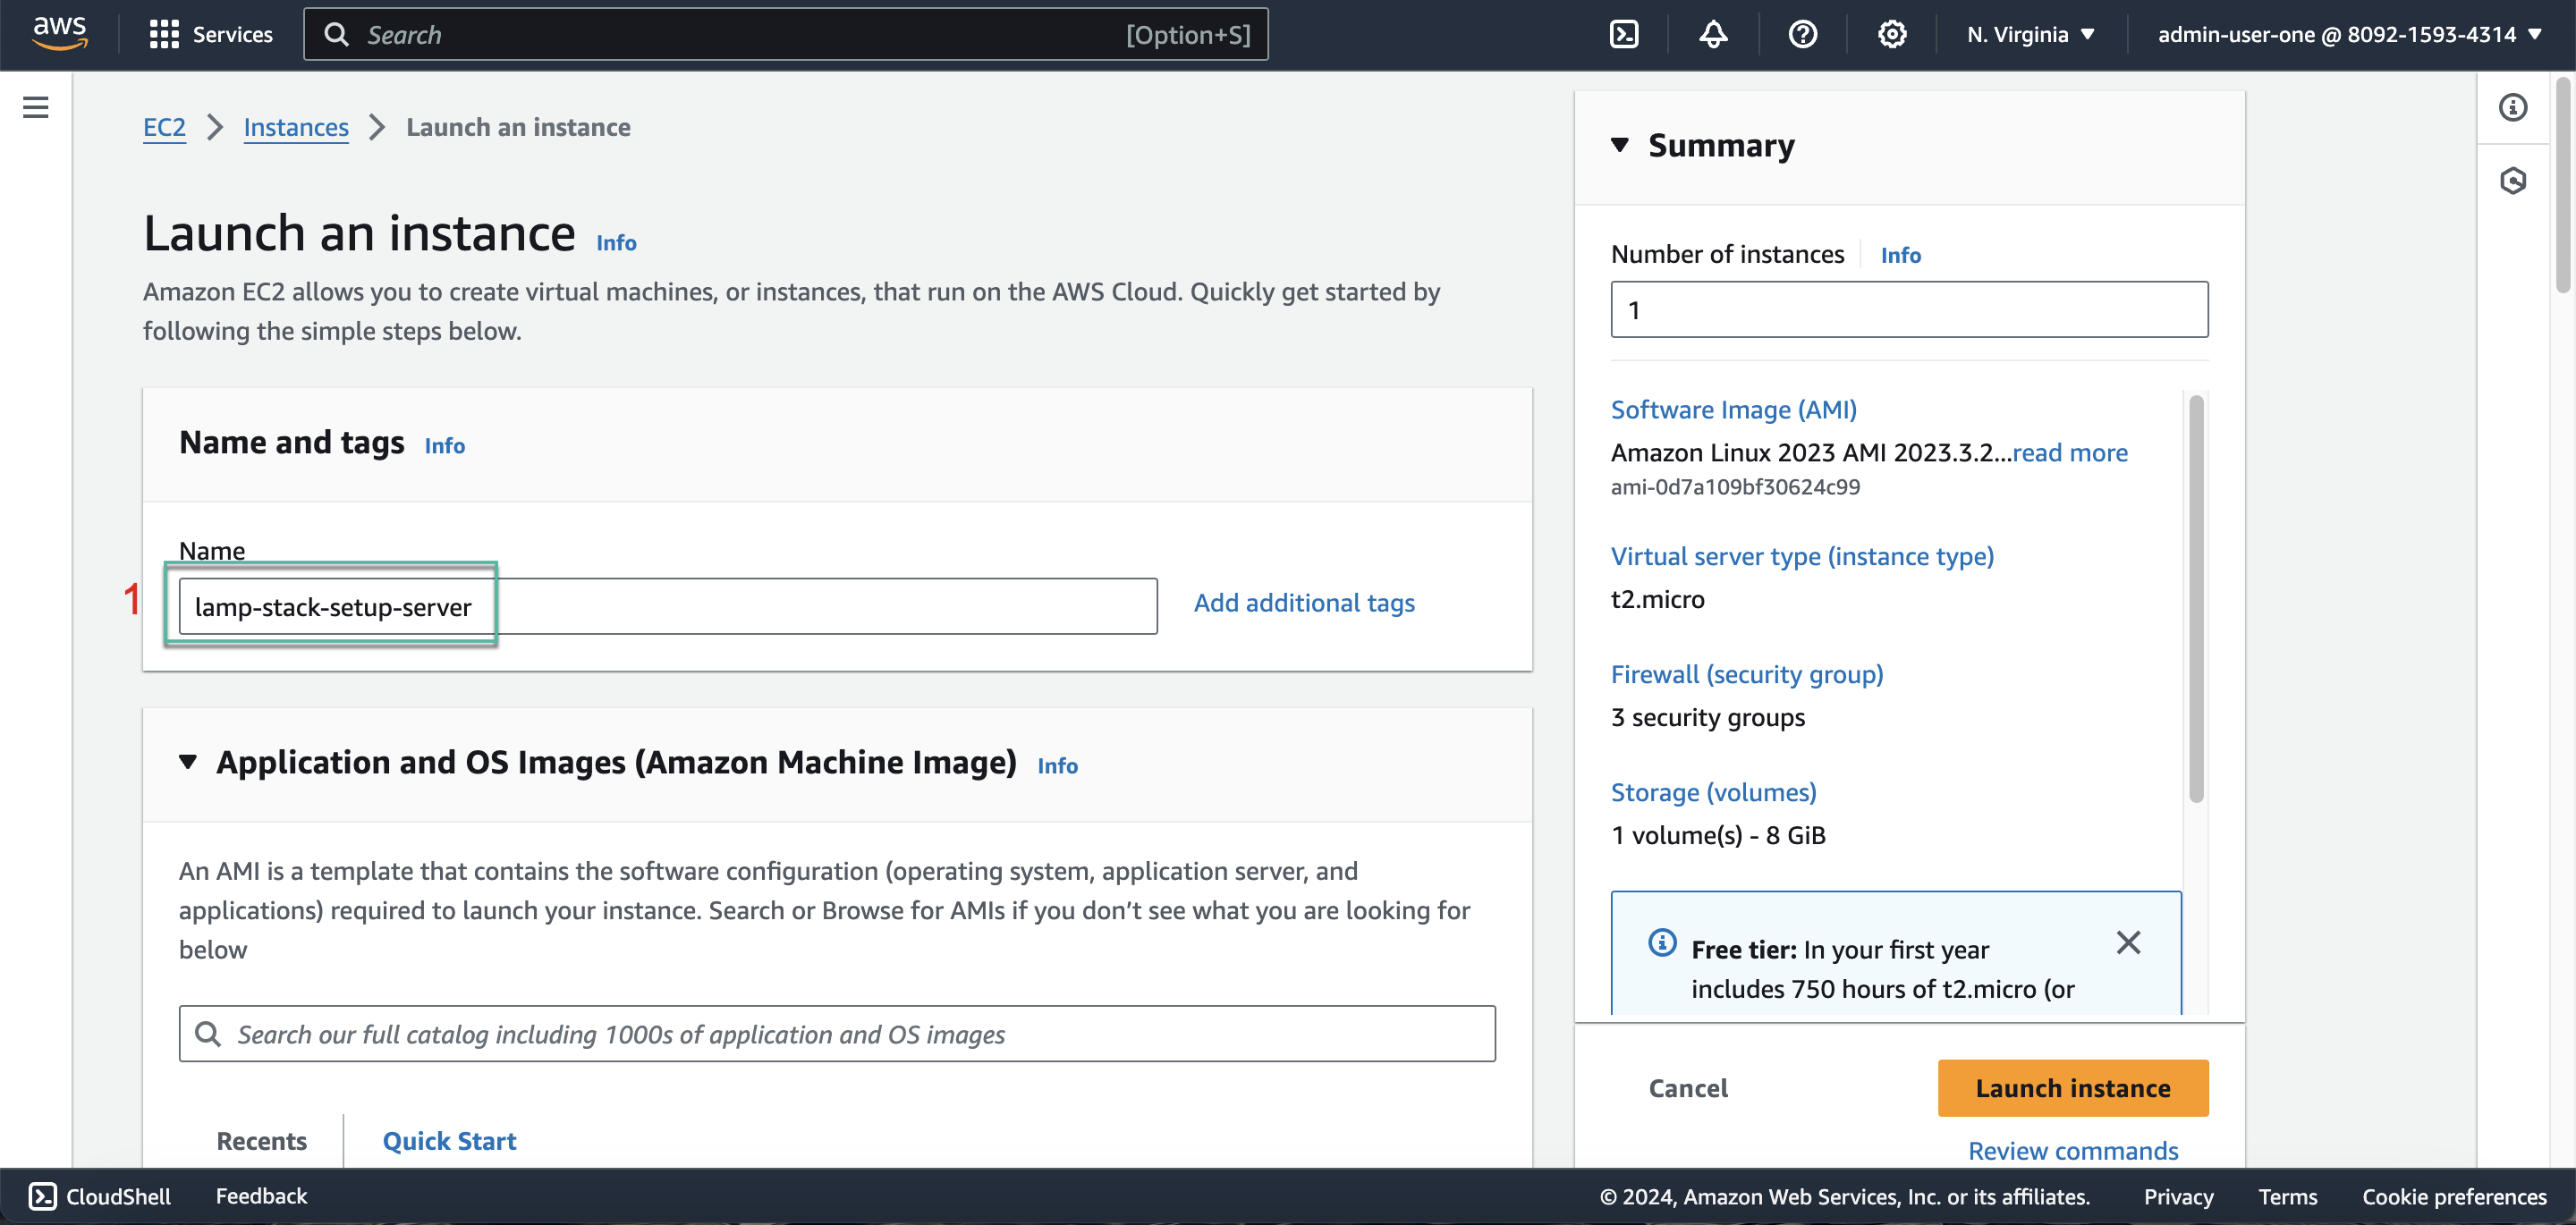 aws
Services
Search
[Option+S]
N. Virginia
admin-user-one @ 8092-1593-4314
EC2
Instances
Launch an instance
Launch an instance
Info
Amazon EC2 allows you to create virtual machines, or instances, that run on the AWS Cloud. Quickly get started by
following the simple steps below.
Name and tags
Info
Name
1
lamp-stack-setup-server
Add additional tags
Application and OS Images (Amazon Machine Image)
Info
An AMI is a template that contains the software configuration (operating system, application server, and
applications) required to launch your instance. Search or Browse for AMIs if you don’t see what you are looking for
below
Search our full catalog including 1000s of application and OS images
Recents
Quick Start
Summary
Number of instances
Info
1
Software Image (AMI)
Amazon Linux 2023 AMI 2023.3.2...read more
ami-0d7a109bf30624c99
Virtual server type (instance type)
t2.micro
Firewall (security group)
3 security groups
Storage (volumes)
1 volume(s) - 8 GiB
Free tier: In your first year
includes 750 hours of t2.micro (or
Cancel
Launch instance
Review commands
CloudShell
Feedback
© 2024, Amazon Web Services, Inc. or its affiliates.
Privacy
Terms
Cookie preferences